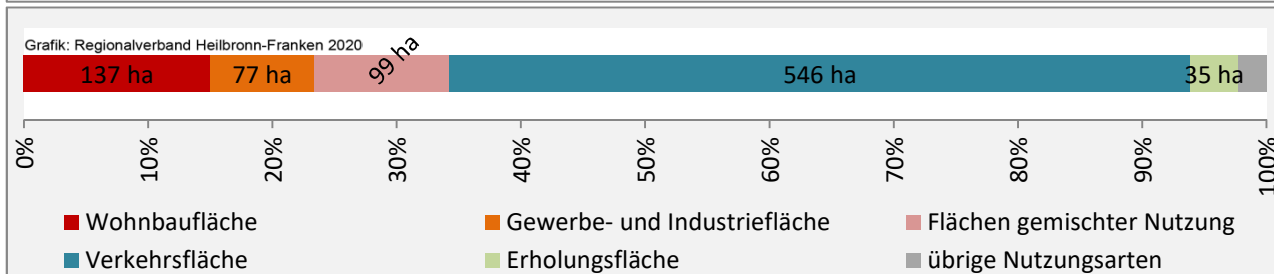 Grafik: Regionalverband Heilbronn-Franken 2020
137 ha 77 ha 99 ha 546 ha 35 ha
0% 10% 20% 30% 40% 50% 60% 70% 80% 90% 100%
Wohnbaufläche Gewerbe- und Industriefläche Flächen gemischter Nutzung
Verkehrsfläche Erholungsfläche übrige Nutzungsarten